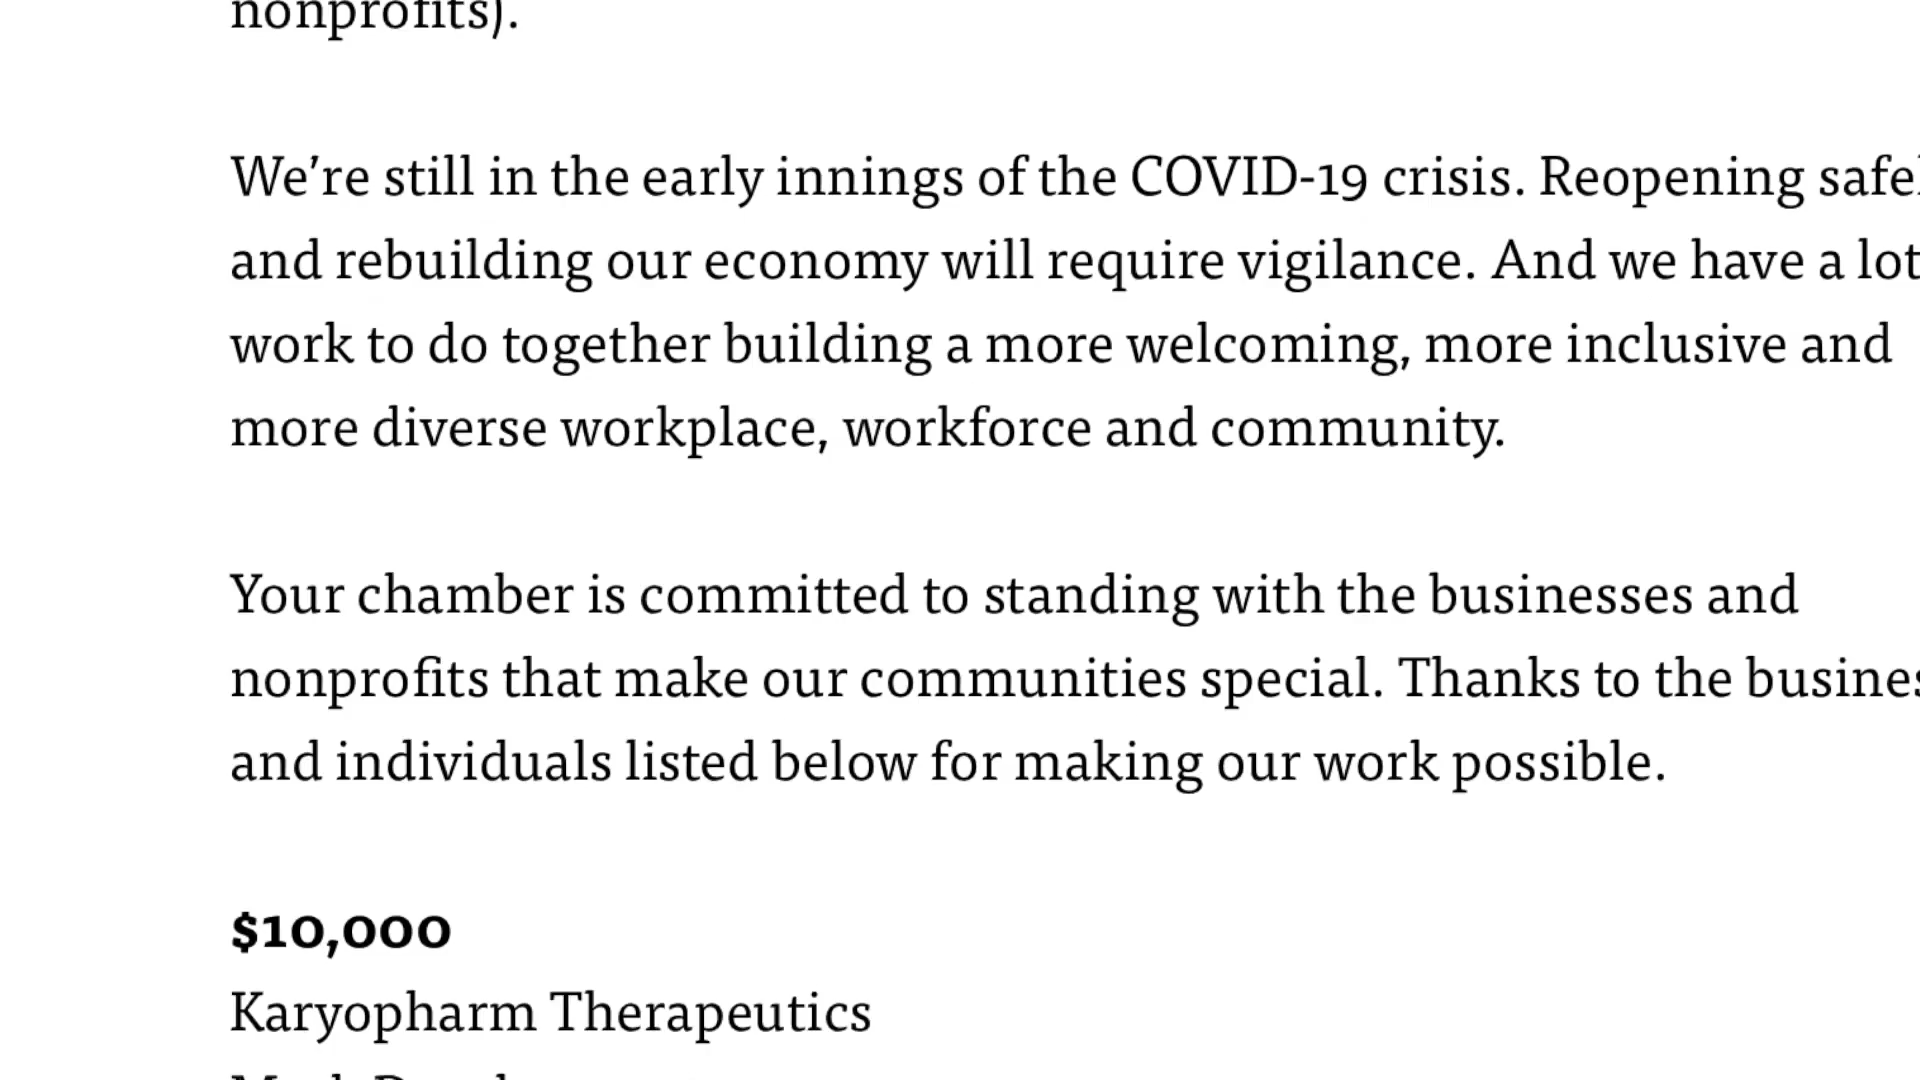 nonprofits).
We’re still in the early innings of the COVID-19 crisis. Reopening
and rebuilding our economy will require vigilance. And we have a lot
work to do together building a more welcoming, more inclusive and
more diverse workplace, workforce and community.
Your chamber is committed to standing with the businesses and
nonprofits that make our communities special. Thanks to the
and individuals listed below for making our work possible.
$10,000
Karyopharm Therapeutics